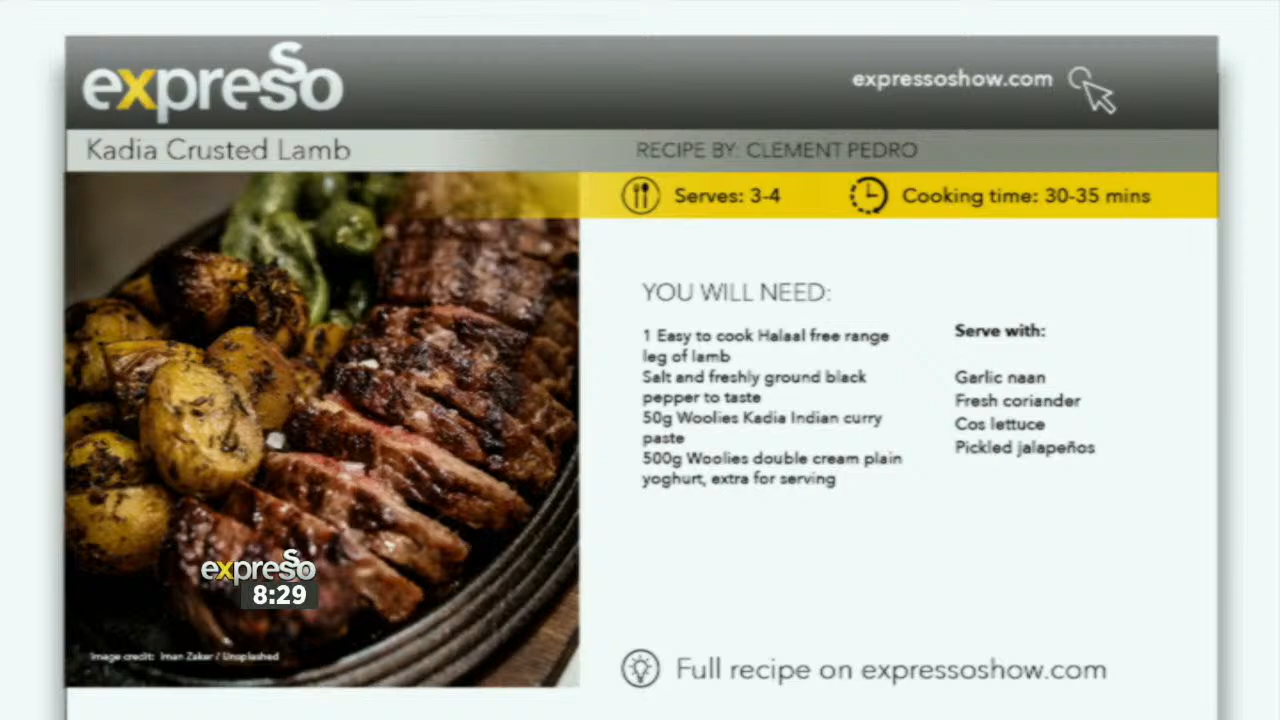 expresso
expressoshow.com
Kadia Crusted Lamb
RECIPE BY: CLEMENT PEDRO
Serves: 3-4
Cooking time: 30-35 mins
YOU WILL NEED:
1 Easy to cook Halaal free range
leg of lamb
Salt and freshly ground black
pepper to taste
50g Woolies Kadia Indian curry
paste
500g Woolies double cream plain
yoghurt, extra for serving
Serve with:
Garlic naan
Fresh coriander
Cos lettuce
Pickled jalapeños
expresso
8:29
Image credit: Iman Zaker / Unsplashed
Full recipe on expressoshow.com